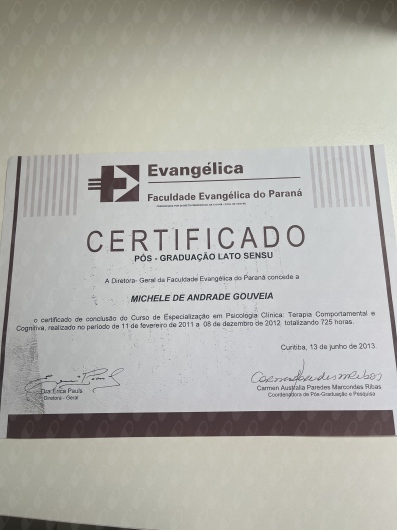 Evangélica
Faculdade Evangélica do Paraná
CERTIFICADO
PÓS - GRADUAÇÃO LATO SENSU
A Diretora- Geral da Faculdade Evangélica do Paraná concede a
MICHELE DE ANDRADE GOUVEIA
o certificado de conclusão do Curso de Especialização em Psicologia Clínica: Terapia Comportamental e
Cognitiva, realizado no período de 11 de fevereiro de 2011 a 08 de dezembro de 2012, totalizando 725 horas.
Curitiba, 13 de junho de 2013.
Dra Erica Paula
Diretora - Geral
Carmen Australia Paredes Marcondes Ribas
Coordenadora de Pós-Graduação e Pesquisa